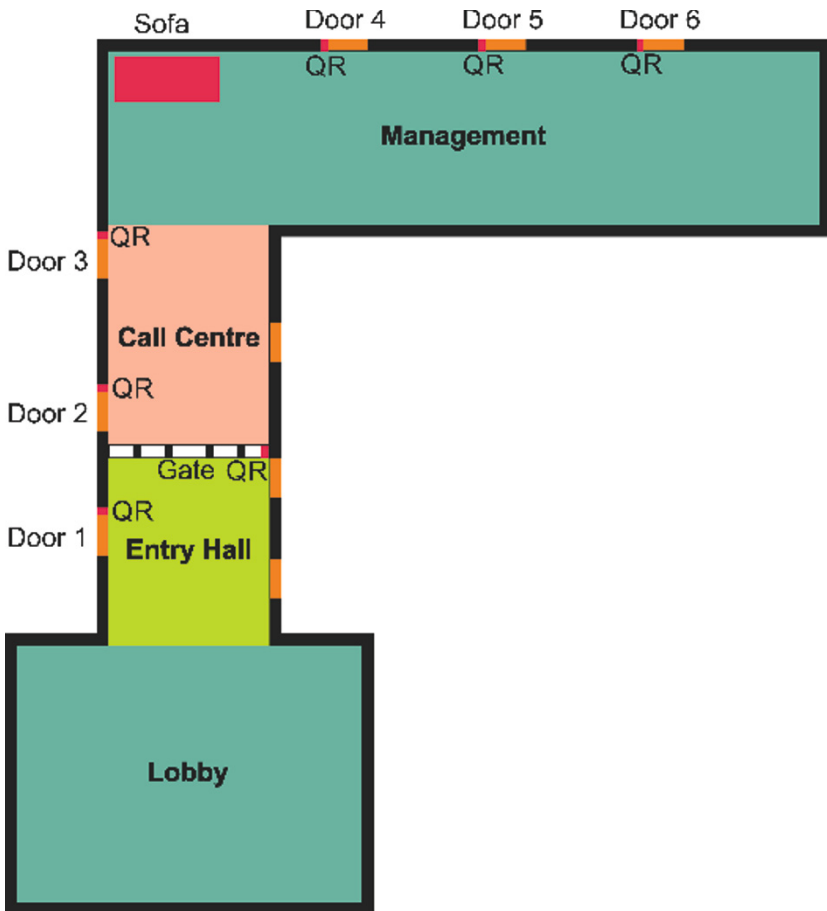 Sofa
Door 4
Door 5
Door 6
QR
QR
QR
Management
QR
Door 3
Call Centre
QR
Door 2
Gate QR
QR
Door 1
Entry Hall
Lobby